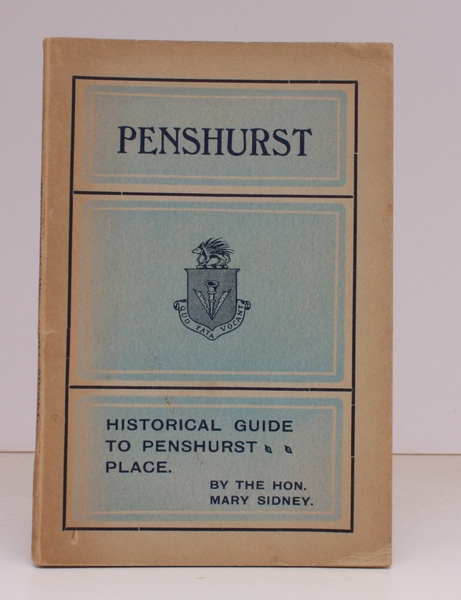 PENSHURST
QUO FATA VOCANT
HISTORICAL GUIDE
TO PENSHURST
PLACE.
BY THE HON.
MARY SIDNEY.